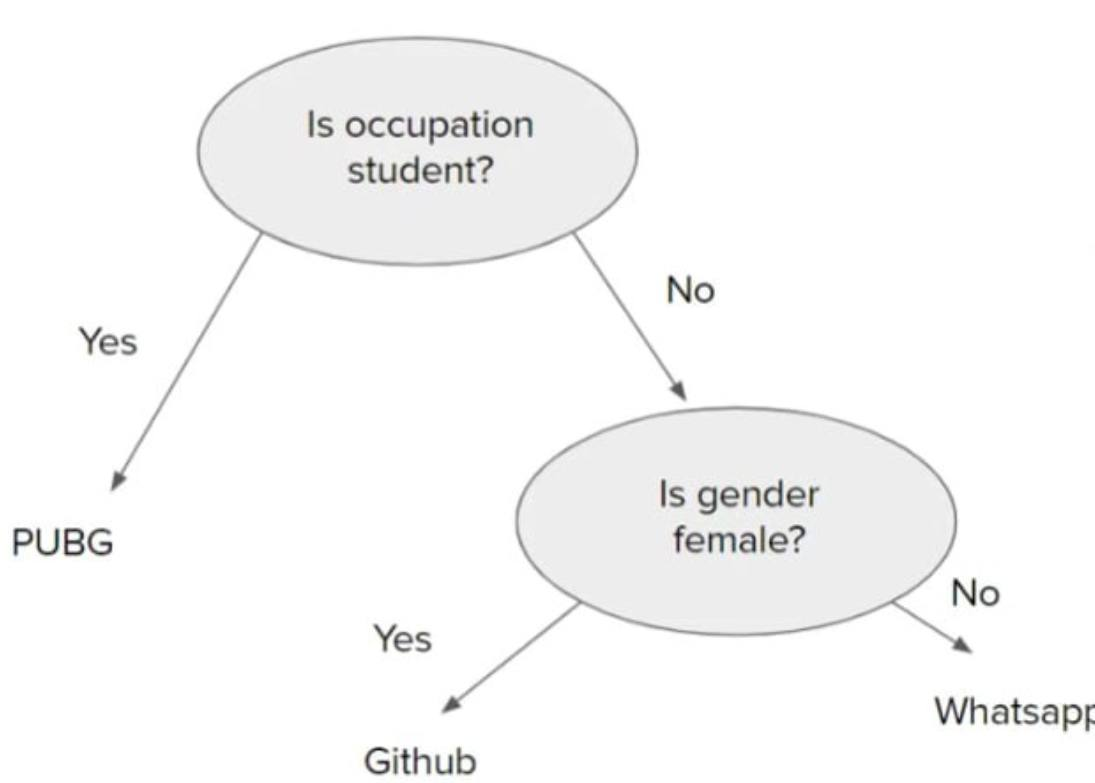 Is occupation
student?
No
Yes
Is gender
female?
PUBG
No
Yes
Whatsapp
Github